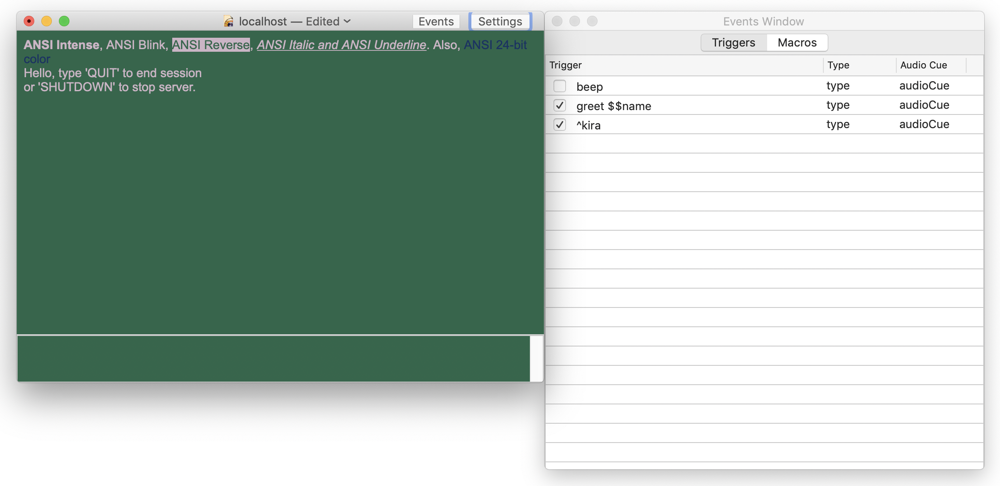 localhost — Edited
Events
Settings
ANSI Intense, ANSI Blink, ANSI Reverse, ANSI Italic and ANSI Underline. Also, ANSI 24-bit
color
Hello, type 'QUIT' to end session
or 'SHUTDOWN' to stop server.
Events Window
Triggers Macros
Trigger Type Audio Cue
beep type audioCue
greet $$name type audioCue
^kira type audioCue